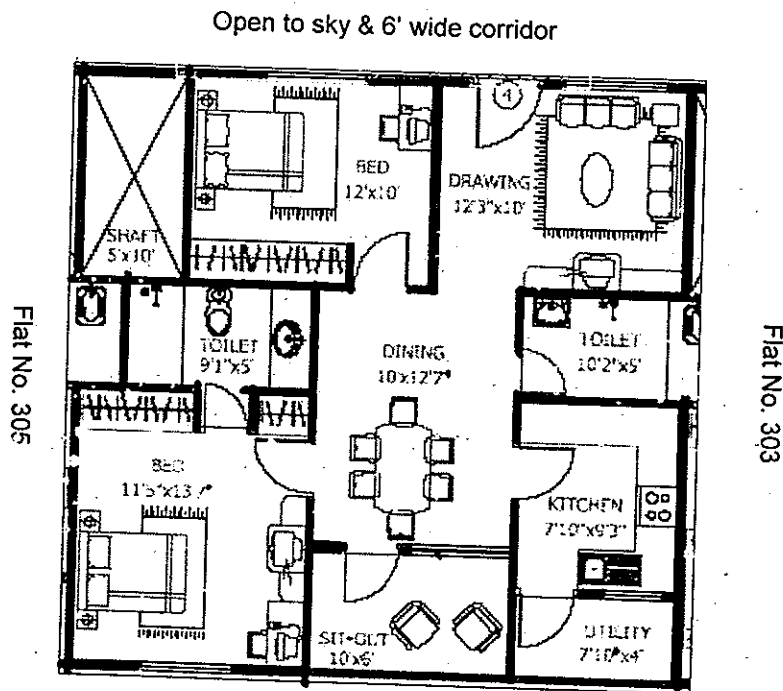 Open to sky & 6' wide corridor
4
BED
12'x10'
DRAWING
12'3"x10'
SHAFT
5'x10'
TOILET
9'1"x5'
DINING
10'x12'7"
TOILET
10'2"x5'
Flat No. 305
Flat No. 303
BED
KITCHEN
7'10"x9'3"
SIT-OUT
10'x6'
UTILITY
7'10"x4'